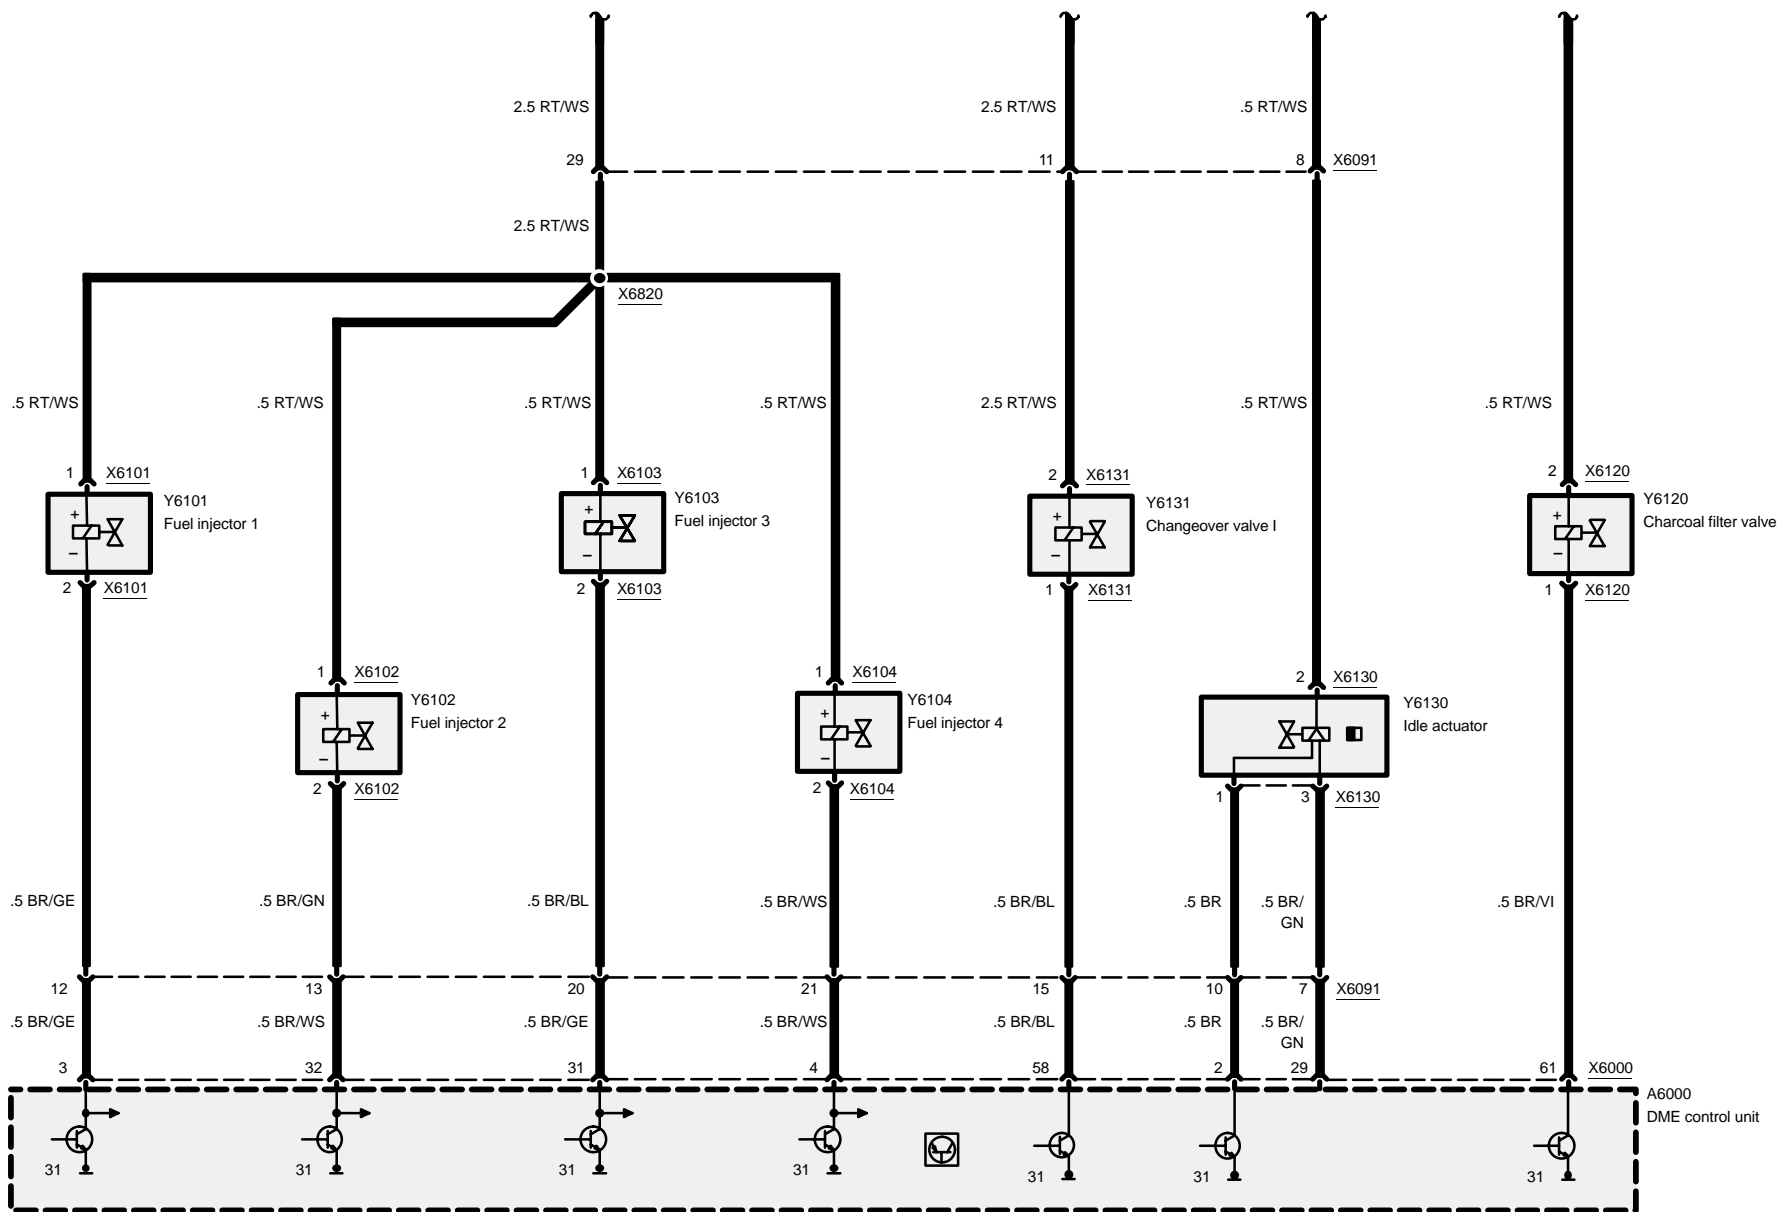 2.5 RT/WS
2.5 RT/WS
.5 RT/WS
29
11
8
X6091
2.5 RT/WS
X6820
.5 RT/WS
.5 RT/WS
.5 RT/WS
.5 RT/WS
2.5 RT/WS
.5 RT/WS
.5 RT/WS
1
X6101
1
X6103
2
X6131
2
X6120
Y6101
Fuel injector 1
+
–
Y6103
Fuel injector 3
+
–
Y6131
Changeover valve I
+
–
Y6120
Charcoal filter valve
+
–
2
X6101
2
X6103
1
X6131
1
X6120
1
X6102
1
X6104
2
X6130
Y6102
Fuel injector 2
+
–
Y6104
Fuel injector 4
+
–
Y6130
Idle actuator
2
X6102
2
X6104
1
3
X6130
.5 BR/GE
.5 BR/GN
.5 BR/BL
.5 BR/WS
.5 BR/BL
.5 BR
.5 BR/
GN
.5 BR/VI
12
13
20
21
15
10
7
X6091
.5 BR/GE
.5 BR/WS
.5 BR/GE
.5 BR/WS
.5 BR/BL
.5 BR
.5 BR/
GN
3
32
31
4
58
2
29
61
X6000
A6000
DME control unit
31
31
31
31
31
31
31